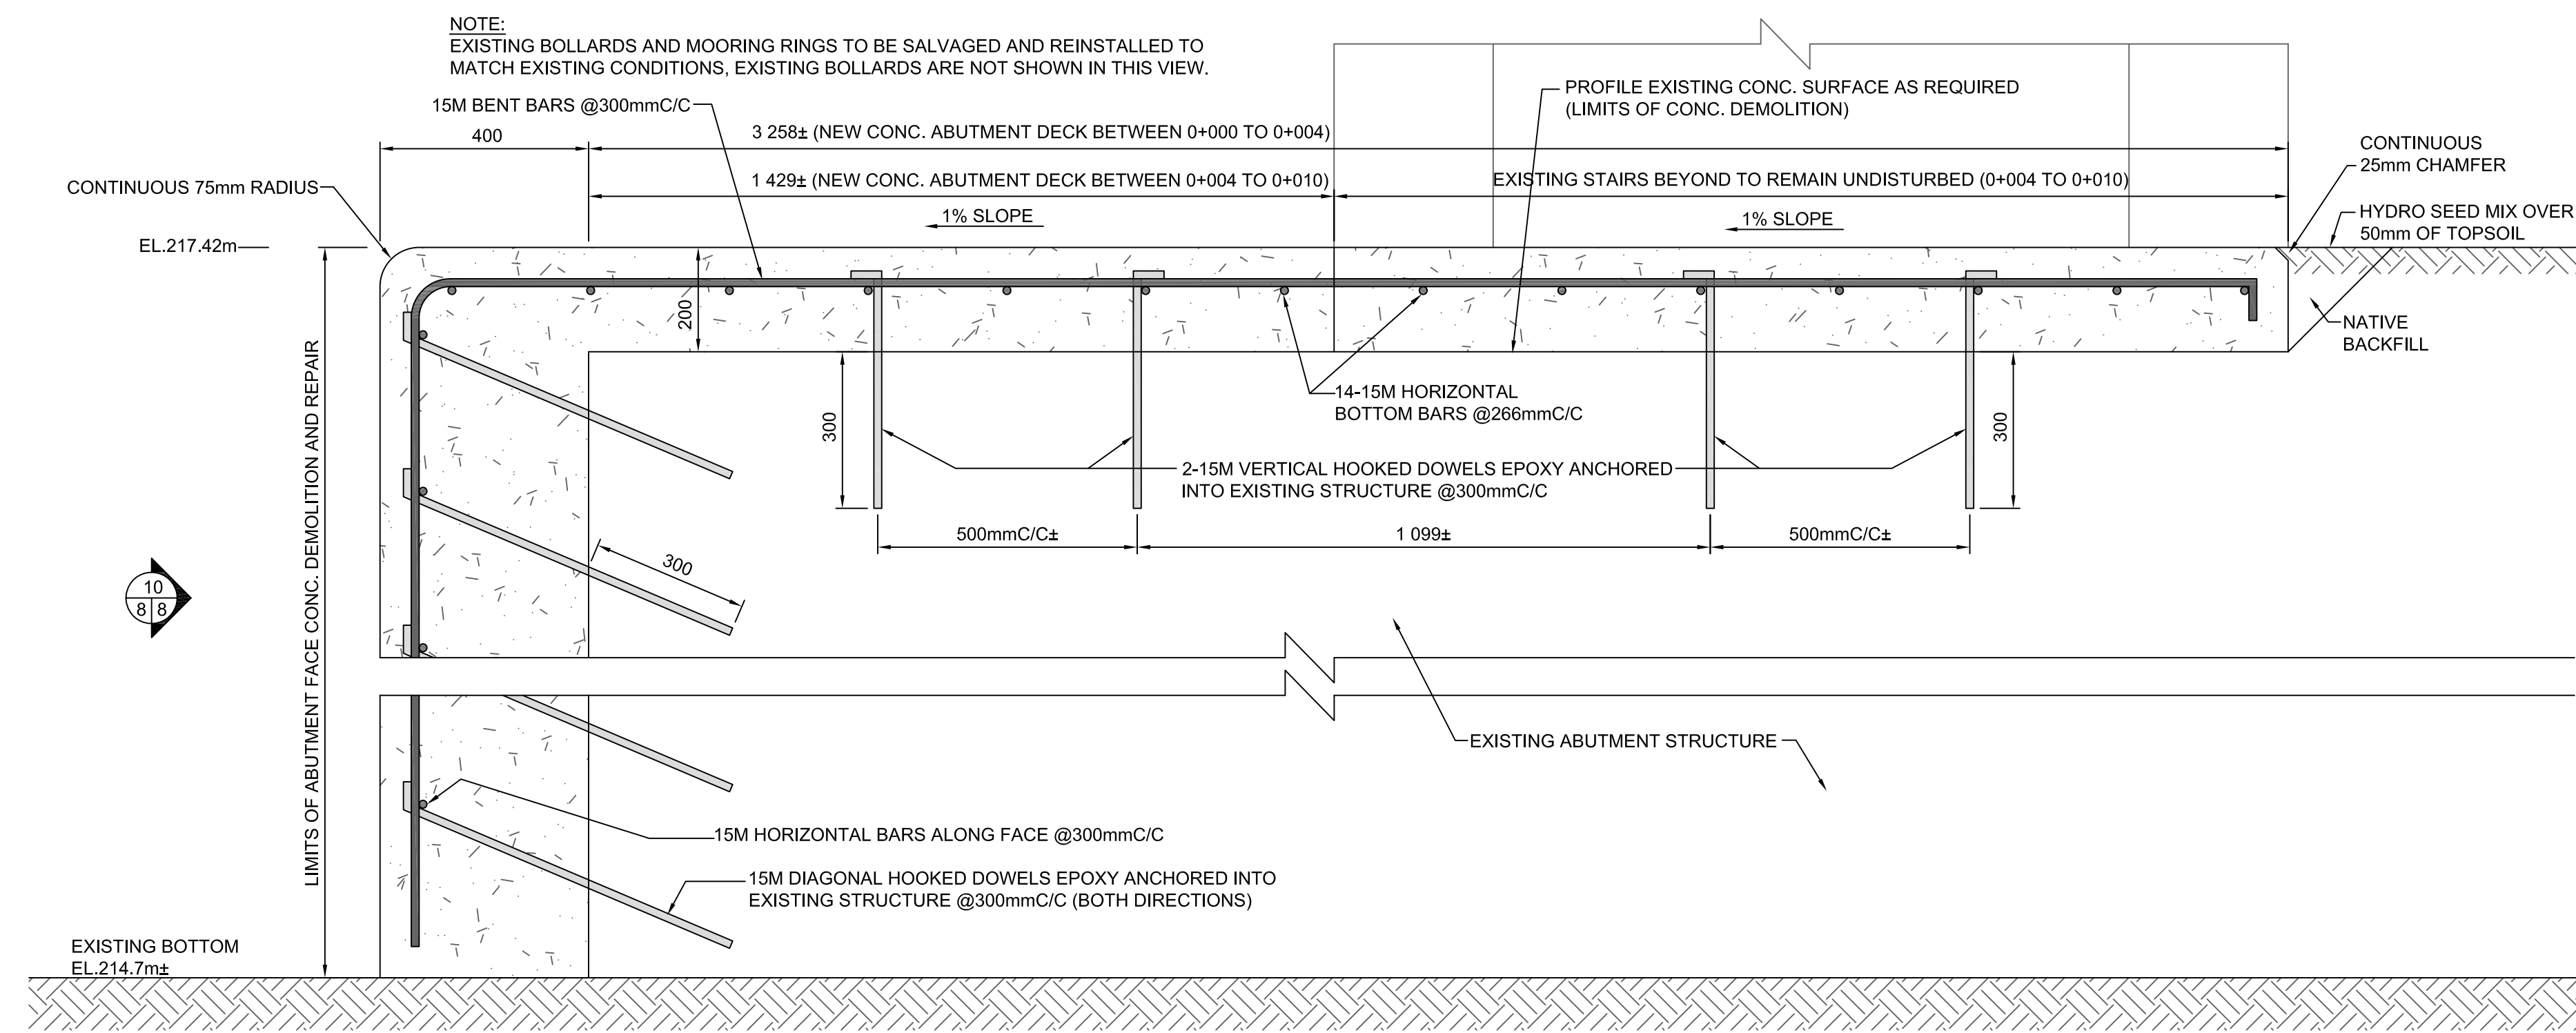 NOTE:
EXISTING BOLLARDS AND MOORING RINGS TO BE SALVAGED AND REINSTALLED TO
MATCH EXISTING CONDITIONS, EXISTING BOLLARDS ARE NOT SHOWN IN THIS VIEW.
15M BENT BARS @300mmC/C
PROFILE EXISTING CONC. SURFACE AS REQUIRED
(LIMITS OF CONC. DEMOLITION)
400
3 258± (NEW CONC. ABUTMENT DECK BETWEEN 0+000 TO 0+004)
CONTINUOUS
25mm CHAMFER
CONTINUOUS 75mm RADIUS
1 429± (NEW CONC. ABUTMENT DECK BETWEEN 0+004 TO 0+010)
EXISTING STAIRS BEYOND TO REMAIN UNDISTURBED (0+004 TO 0+010)
1% SLOPE
1% SLOPE
HYDRO SEED MIX OVER
50mm OF TOPSOIL
EL.217.42m
200
NATIVE
BACKFILL
LIMITS OF ABUTMENT FACE CONC. DEMOLITION AND REPAIR
14-15M HORIZONTAL
BOTTOM BARS @266mmC/C
300
300
2-15M VERTICAL HOOKED DOWELS EPOXY ANCHORED
INTO EXISTING STRUCTURE @300mmC/C
500mmC/C±
1 099±
500mmC/C±
300
10
8 8
EXISTING ABUTMENT STRUCTURE
15M HORIZONTAL BARS ALONG FACE @300mmC/C
15M DIAGONAL HOOKED DOWELS EPOXY ANCHORED INTO
EXISTING STRUCTURE @300mmC/C (BOTH DIRECTIONS)
EXISTING BOTTOM
EL.214.7m±